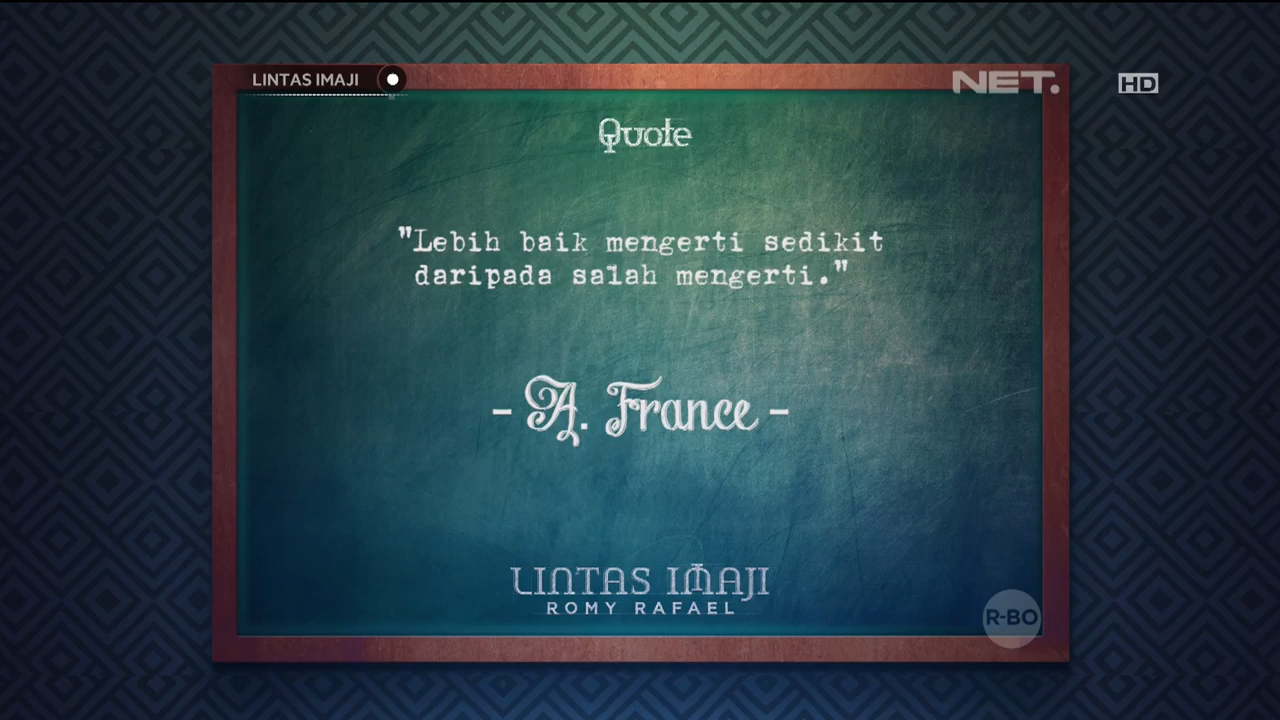 LINTAS IMAJI
NET.
HD
Quote
"Lebih baik mengerti sedikit
daripada salah mengerti."
- A. France -
LINTAS IMAJI
ROMY RAFAEL
R-BO